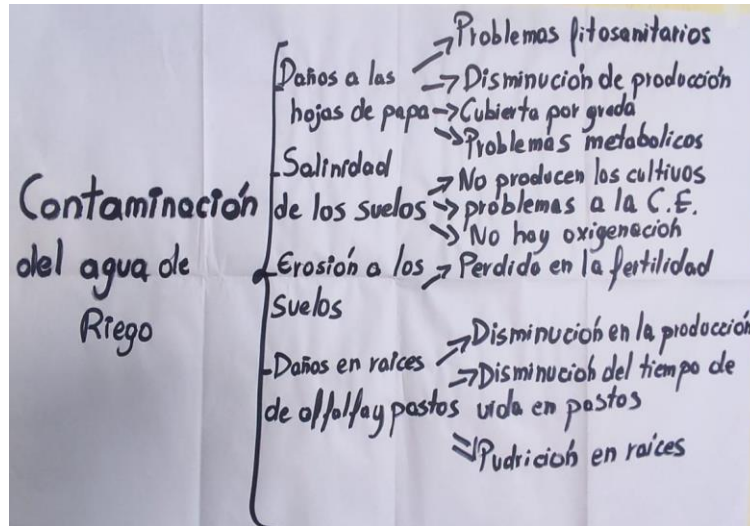 Contaminación
del agua de
Riego
Daños a las
hojas de papa
Problemas fitosanitarios
Disminución de producción
Cubierta por greda
Problemas metabolicos
Salinidad
de los suelos
No producen los cultivos
problemas a la C.E.
No hay oxigenación
Erosión a los
suelos
Perdida en la fertilidad
Daños en raíces
de alfalfa y pastos
Disminución en la producción
Disminución del tiempo de
vida en pastos
Pudrición en raíces